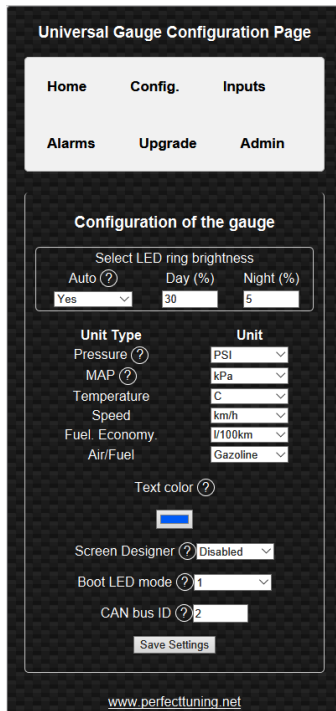 Universal Gauge Configuration Page
Home Config. Inputs
Alarms Upgrade Admin
Configuration of the gauge
Select LED ring brightness
Auto ? Day (%) Night (%)
Yes 30 5
Unit Type Unit
Pressure ? PSI
MAP ? kPa
Temperature C
Speed km/h
Fuel. Economy. l/100km
Air/Fuel Gazoline
Text color ?
Screen Designer ? Disabled
Boot LED mode ? 1
CAN bus ID ? 2
Save Settings
www.perfecttuning.net